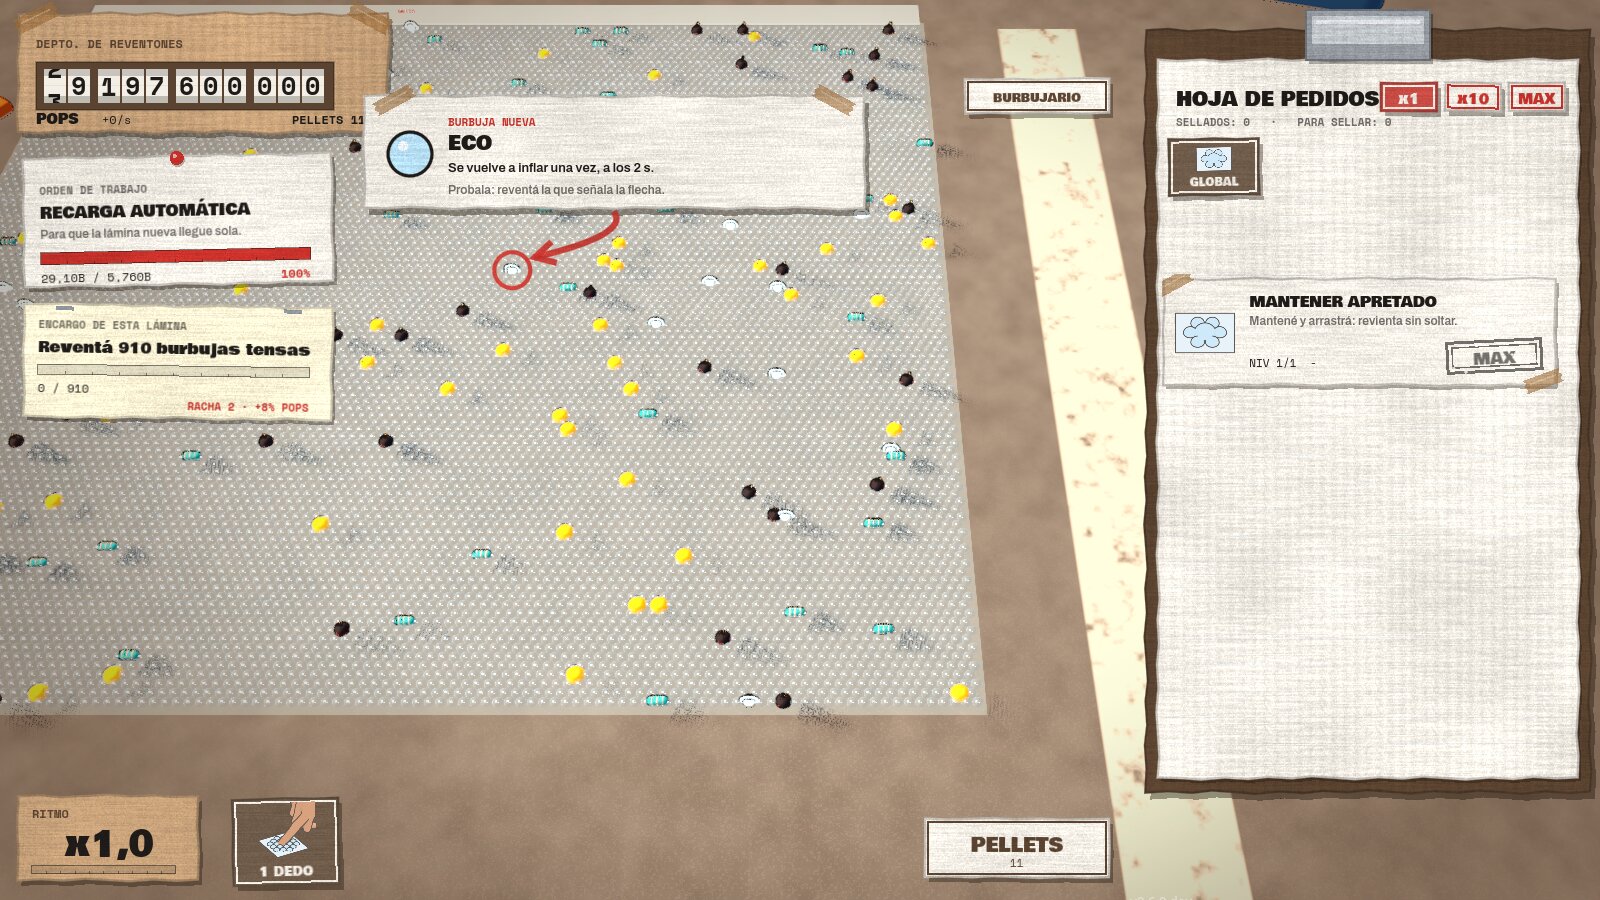 DEPTO. DE REVENTONES
9 197 600 000
POPS +0/s PELLETS 11
ORDEN DE TRABAJO
RECARGA AUTOMÁTICA
Para que la lámina nueva llegue sola.
29.10B / 5.760B 100%
ENCARGO DE ESTA LÁMINA
Reventá 910 burbujas tensas
0 / 910
RACHA 2 · +8% POPS
BURBUJA NUEVA
ECO
Se vuelve a inflar una vez, a los 2 s.
Probala: reventá la que señala la flecha.
BURBUJARIO
HOJA DE PEDIDOS x1 x10 MAX
SELLADOS: 0 · PARA SELLAR: 0
GLOBAL
MANTENER APRETADO
Mantené y arrastrá: revienta sin soltar.
NIV 1/1 -
MAX
RITMO
x1,0
1 DEDO
PELLETS
11